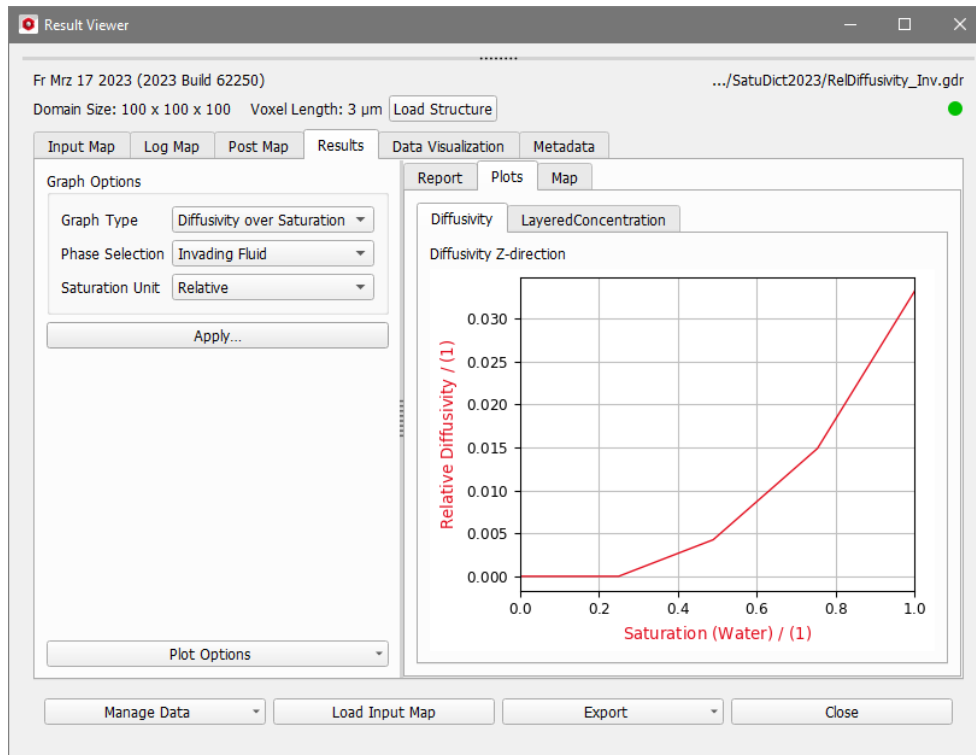 Result Viewer
Fr Mrz 17 2023 (2023 Build 62250)
.../SatuDict2023/RelDiffusivity_Inv.gdr
Domain Size: 100 x 100 x 100 Voxel Length: 3 µm Load Structure
Input Map Log Map Post Map Results Data Visualization Metadata
Graph Options
Graph Type Diffusivity over Saturation
Phase Selection Invading Fluid
Saturation Unit Relative
Apply...
Plot Options
Report Plots Map
Diffusivity LayeredConcentration
Diffusivity Z-direction
Relative Diffusivity / (1)
0.030
0.025
0.020
0.015
0.010
0.005
0.000
0.0 0.2 0.4 0.6 0.8 1.0
Saturation (Water) / (1)
Manage Data Load Input Map Export Close